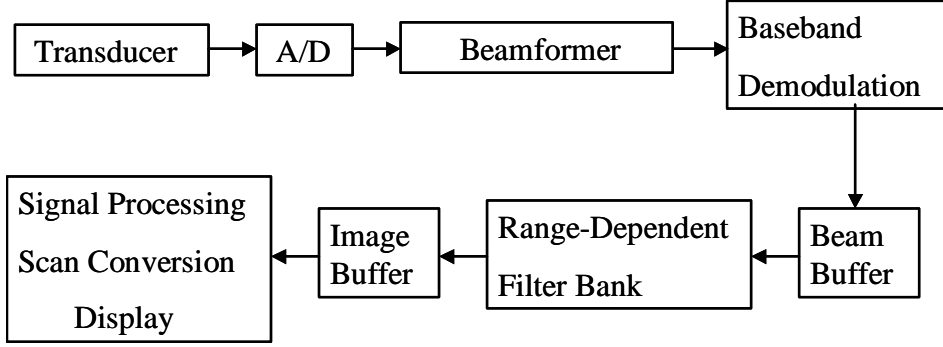 Transducer
A/D
Beamformer
Baseband
Demodulation
Signal Processing
Scan Conversion
Display
Image
Buffer
Range-Dependent
Filter Bank
Beam
Buffer